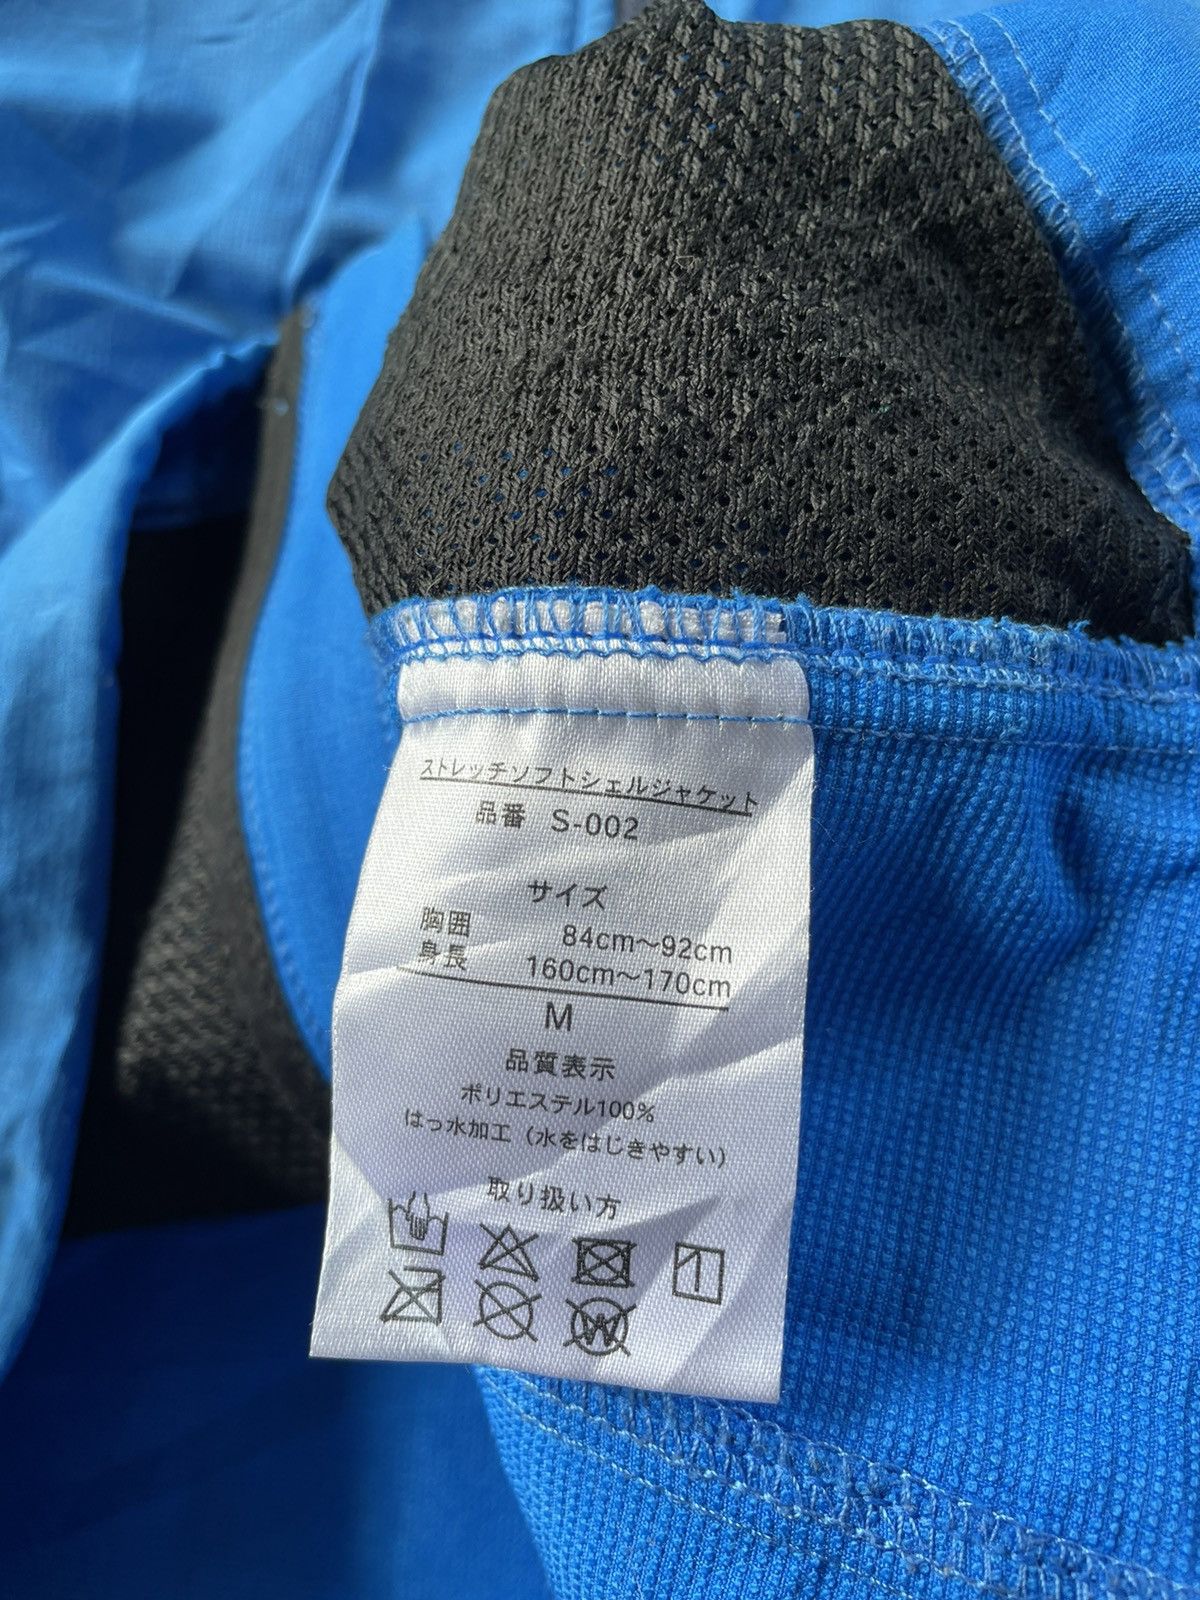 ストレッチソフトシェルジャケット
品番 S-002
サイズ
胸囲 84cm～92cm
身長 160cm～170cm
M
品質表示
ポリエステル100%
はっ水加工（水をはじきやすい）
取り扱い方
W